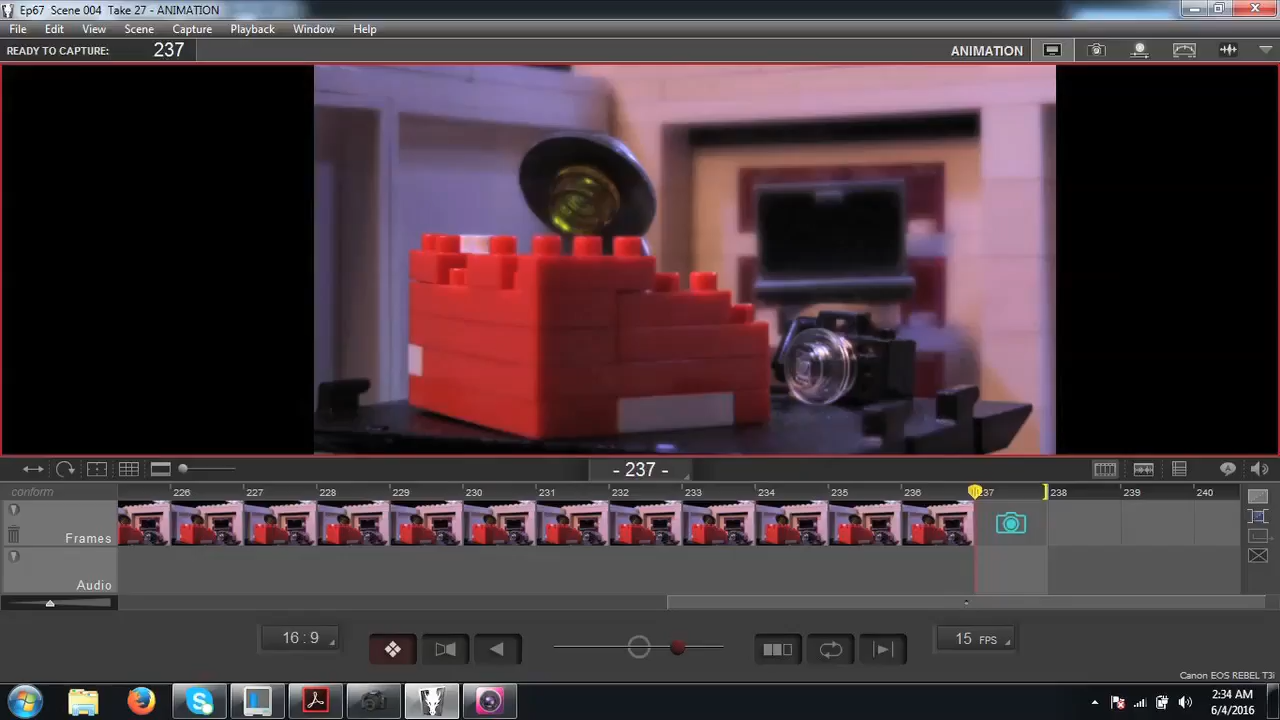 Ep67 Scene 004 Take 27 - ANIMATION
File Edit View Scene Capture Playback Window Help
READY TO CAPTURE: 237
ANIMATION
- 237 -
conform
226 227 228 229 230 231 232 233 234 235 236 237 238 239 240
Frames
Audio
16 : 9
15 FPS
Canon EOS REBEL T3i
2:34 AM
6/4/2016